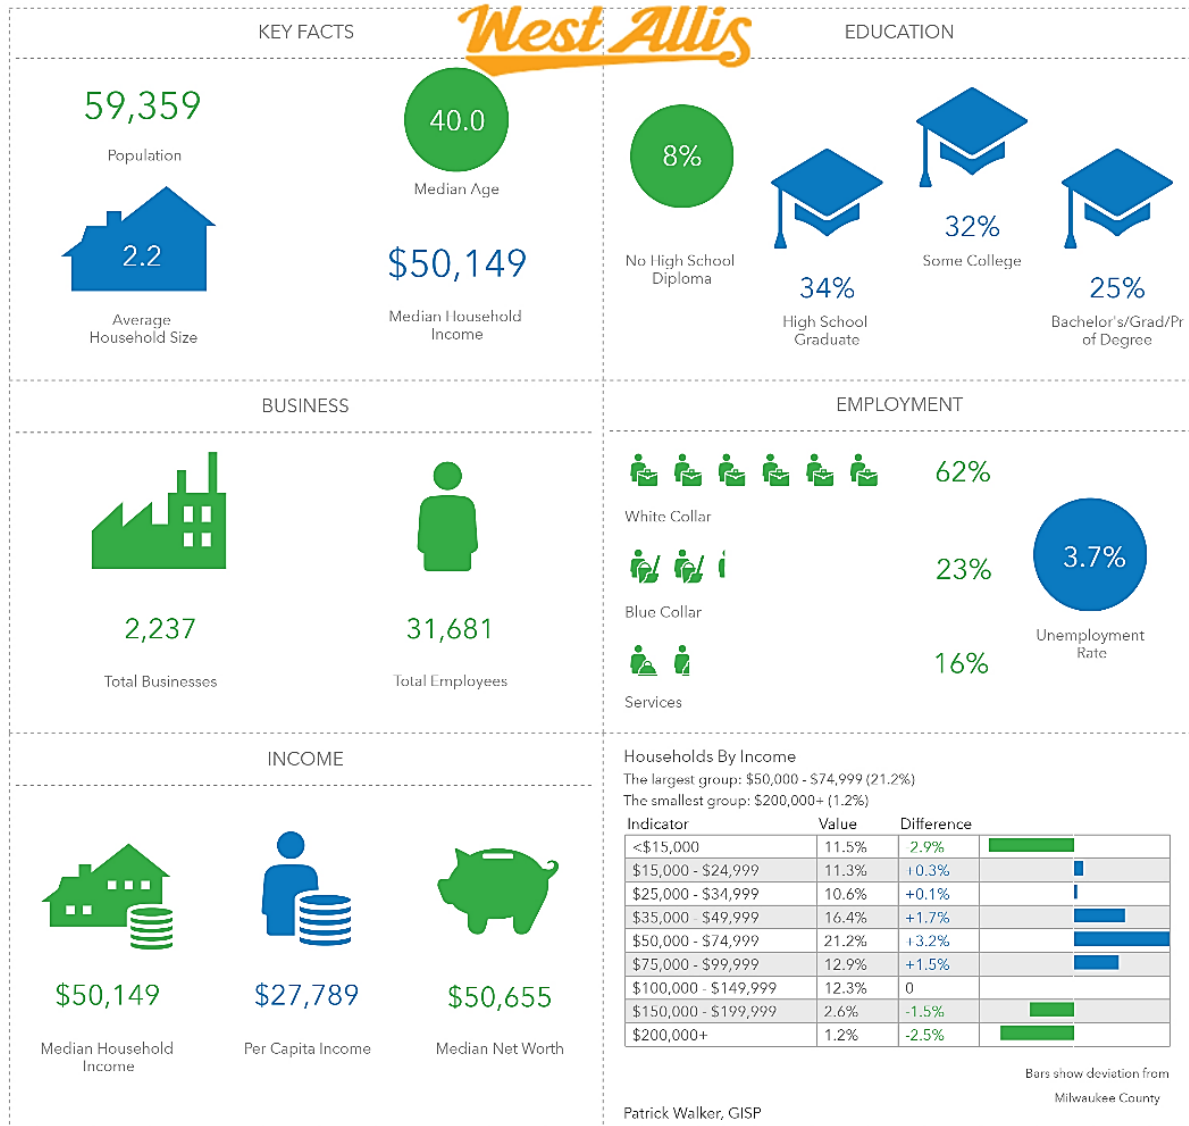 West Allis
KEY FACTS
59,359
Population
40.0
Median Age
2.2
Average
Household Size
$50,149
Median Household
Income
EDUCATION
8%
No High School
Diploma
34%
High School
Graduate
32%
Some College
25%
Bachelor's/Grad/Pr
of Degree
BUSINESS
2,237
Total Businesses
31,681
Total Employees
EMPLOYMENT
62%
White Collar
23%
Blue Collar
16%
Services
3.7%
Unemployment
Rate
INCOME
$50,149
Median Household
Income
$27,789
Per Capita Income
$50,655
Median Net Worth
Households By Income
The largest group: $50,000 - $74,999 (21.2%)
The smallest group: $200,000+ (1.2%)
Indicator Value Difference
<$15,000 11.5% 2.9%
$15,000 - $24,999 11.3% +0.3%
$25,000 - $34,999 10.6% +0.1%
$35,000 - $49,999 16.4% +1.7%
$50,000 - $74,999 21.2% +3.2%
$75,000 - $99,999 12.9% +1.5%
$100,000 - $149,999 12.3% 0
$150,000 - $199,999 2.6% -1.5%
$200,000+ 1.2% -2.5%
Bars show deviation from
Milwaukee County
Patrick Walker, GISP